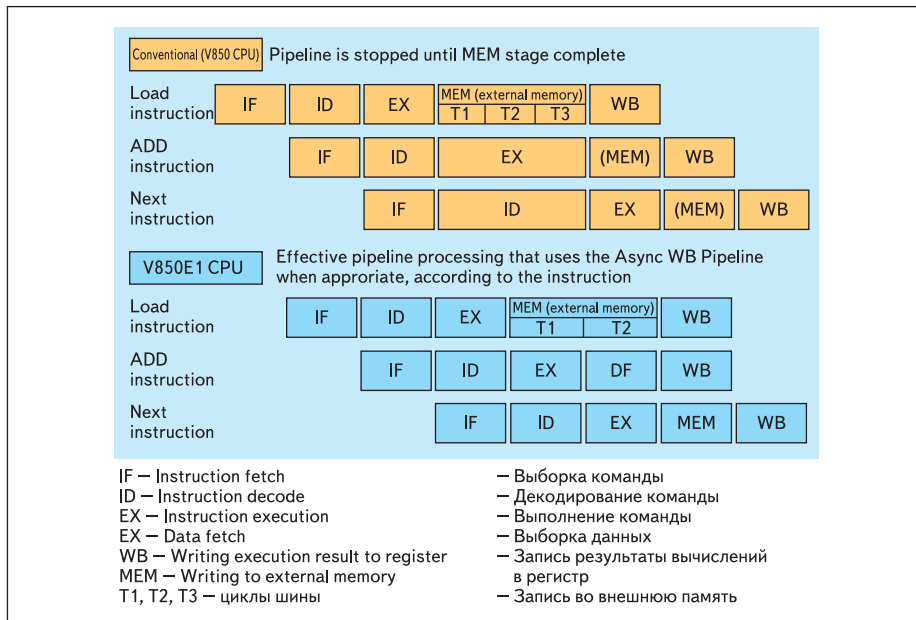 Conventional (V850 CPU) Pipeline is stopped until MEM stage complete
Load
instruction
IF ID EX MEM (external memory) WB
T1 T2 T3
ADD
instruction
IF ID EX (MEM) WB
Next
instruction
IF ID EX (MEM) WB
V850E1 CPU
Effective pipeline processing that uses the Async WB Pipeline
when approriate, according to the instruction
Load
instruction
IF ID EX MEM (external memory) WB
T1 T2
ADD
instruction
IF ID EX DF WB
Next
instruction
IF ID EX MEM WB
IF — Instruction fetch — Выборка команды
ID — Instruction decode — Декодирование команды
EX — Instruction execution — Выполнение команды
EX — Data fetch — Выборка данных
WB — Writing execution result to register — Запись результаты вычислений
MEM — Writing to external memory в регистр
T1, T2, T3 — циклы шины — Запись во внешнюю память